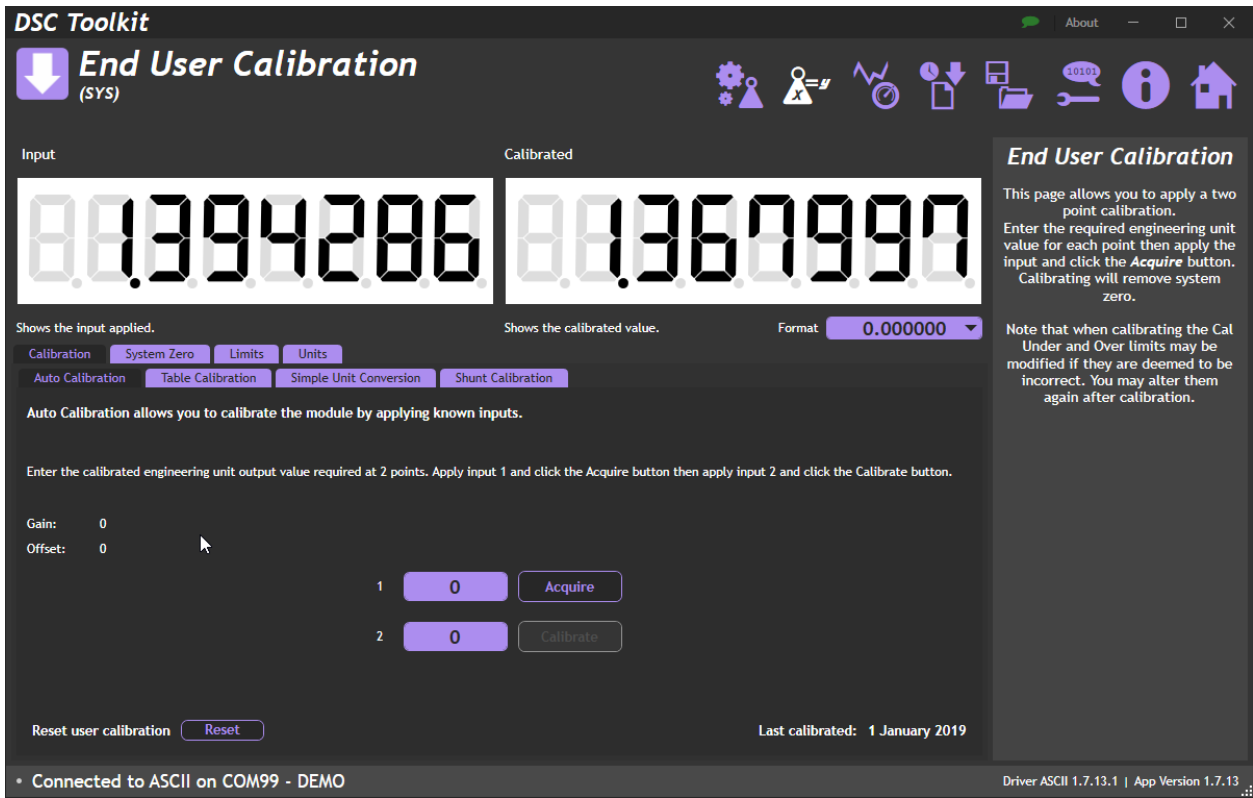 DSC Toolkit
About
End User Calibration
(SYS)
x
=y
10101
Input
Calibrated
1.394286
1.367997
Shows the input applied.
Shows the calibrated value.
Format
0.000000
Calibration
System Zero
Limits
Units
Auto Calibration
Table Calibration
Simple Unit Conversion
Shunt Calibration
Auto Calibration allows you to calibrate the module by applying known inputs.
Enter the calibrated engineering unit output value required at 2 points. Apply input 1 and click the Acquire button then apply input 2 and click the Calibrate button.
Gain: 0
Offset: 0
1 0 Acquire
2 0 Calibrate
Reset user calibration Reset
Last calibrated: 1 January 2019
End User Calibration
This page allows you to apply a two
point calibration.
Enter the required engineering unit
value for each point then apply the
input and click the Acquire button.
Calibrating will remove system
zero.
Note that when calibrating the Cal
Under and Over limits may be
modified if they are deemed to be
incorrect. You may alter them
again after calibration.
Connected to ASCII on COM99 - DEMO
Driver ASCII 1.7.13.1 | App Version 1.7.13